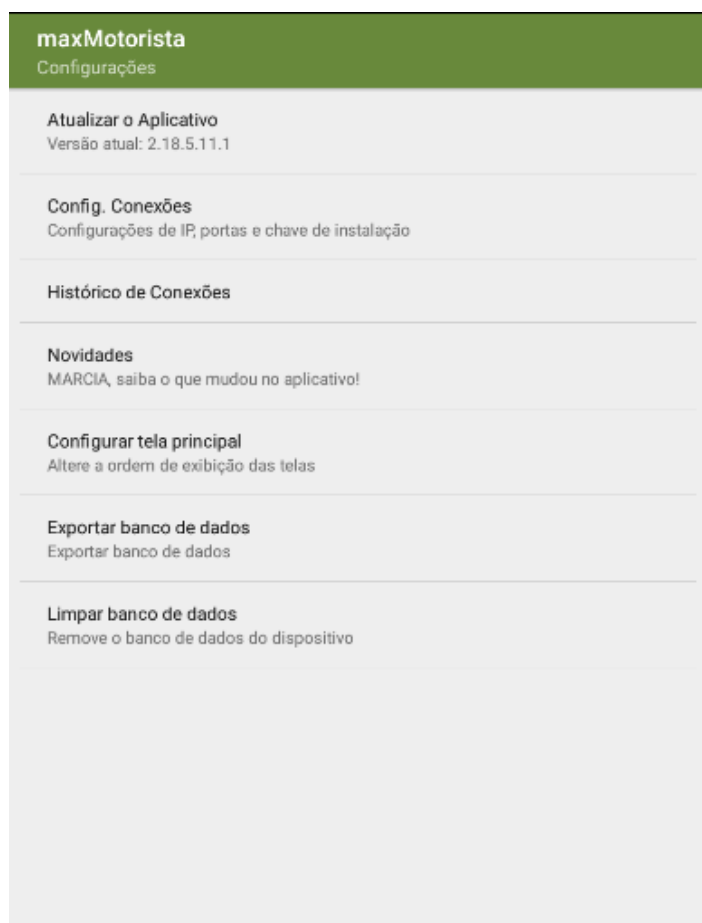 maxMotorista
Configurações
Atualizar o Aplicativo
Versão atual: 2.18.5.11.1
Config. Conexões
Configurações de IP, portas e chave de instalação
Histórico de Conexões
Novidades
MARCIA, saiba o que mudou no aplicativo!
Configurar tela principal
Altere a ordem de exibição das telas
Exportar banco de dados
Exportar banco de dados
Limpar banco de dados
Remove o banco de dados do dispositivo